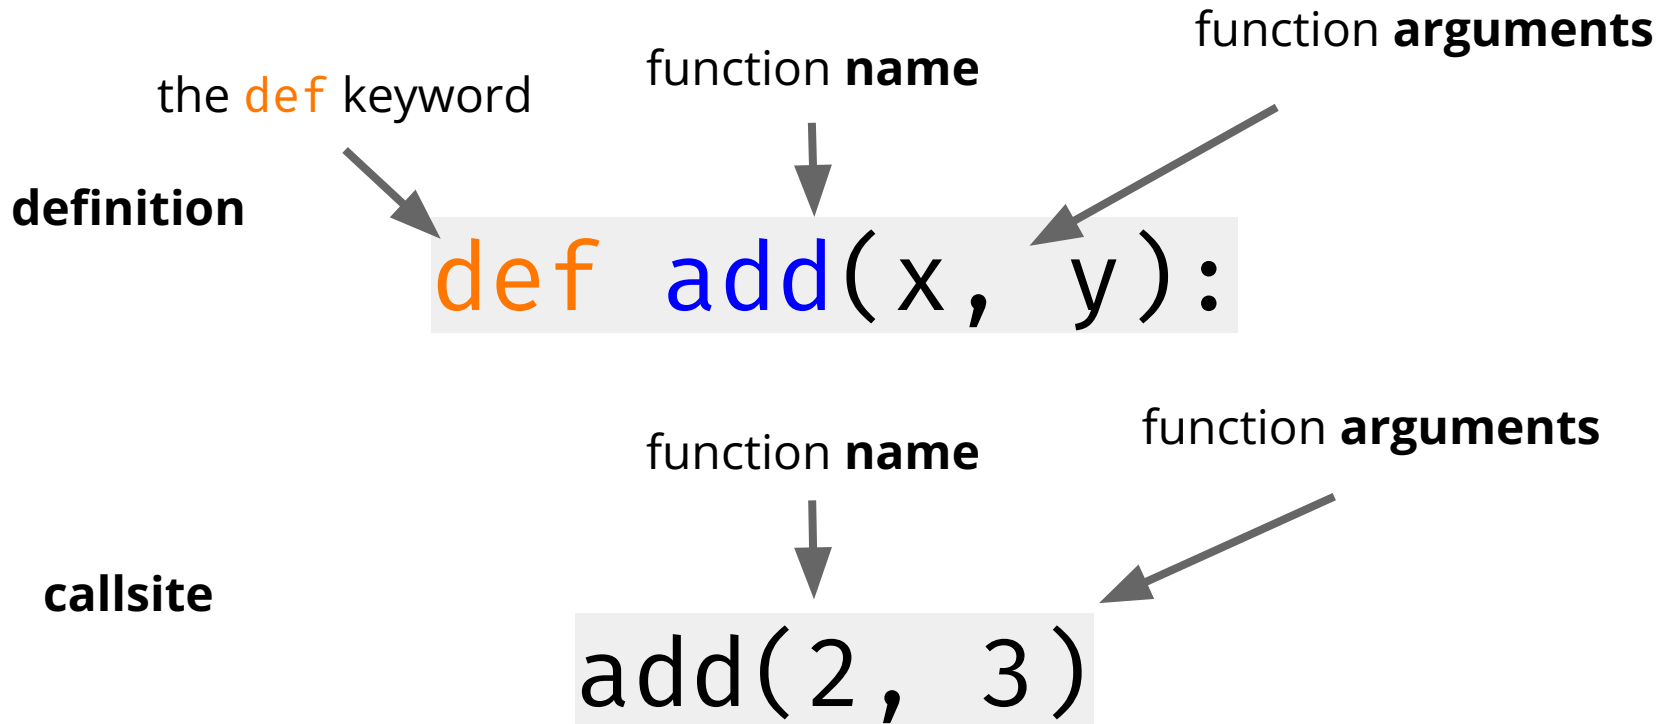 function arguments
function name
the def keyword
definition
def add(x, y):
function arguments
function name
callsite
add(2, 3)